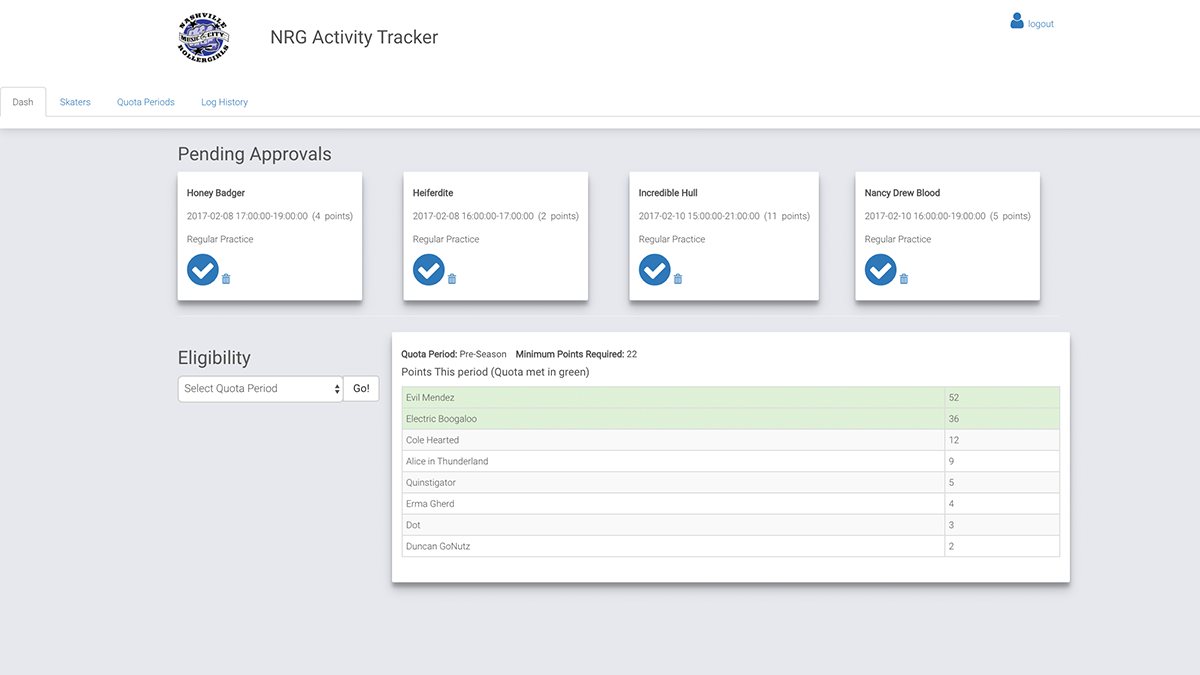 NASHVILLE
MUSIC CITY
ROLLERGIRLS
NRG Activity Tracker
logout
Dash Skaters Quota Periods Log History
Pending Approvals
Honey Badger
2017-02-08 17:00:00-19:00:00 (4 points)
Regular Practice
Heiferdite
2017-02-08 16:00:00-17:00:00 (2 points)
Regular Practice
Incredible Hull
2017-02-10 15:00:00-21:00:00 (11 points)
Regular Practice
Nancy Drew Blood
2017-02-10 16:00:00-19:00:00 (5 points)
Regular Practice
Eligibility
Select Quota Period Go!
Quota Period: Pre-Season Minimum Points Required: 22
Points This period (Quota met in green)
Evil Mendez 52
Electric Boogaloo 36
Cole Hearted 12
Alice in Thunderland 9
Quinstigator 5
Erma Gherd 4
Dot 3
Duncan GoNutz 2